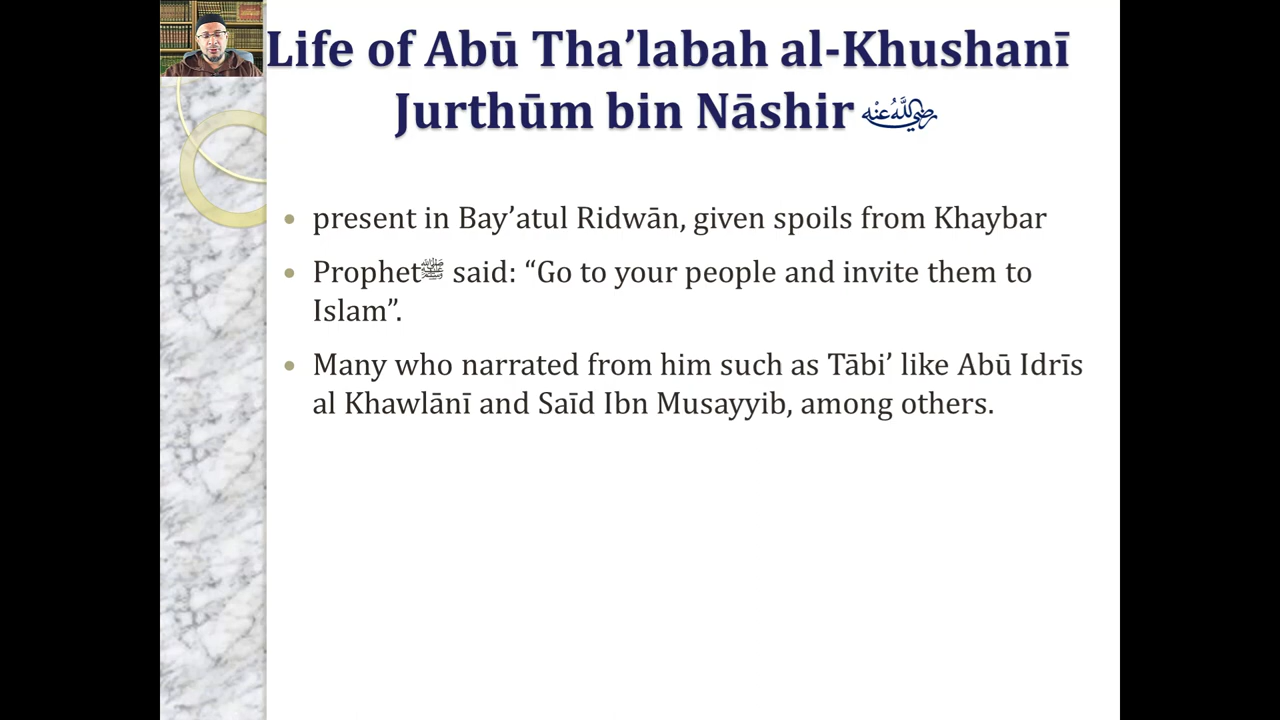 Life of Abū Tha’labah al-Khushanī
Jurthūm bin Nāshir رضي الله عنه
• present in Bay’atul Ridwān, given spoils from Khaybar
• Prophetﷺ said: “Go to your people and invite them to
Islam”.
• Many who narrated from him such as Tābi’ like Abū Idrīs
al Khawlānī and Saīd Ibn Musayyib, among others.